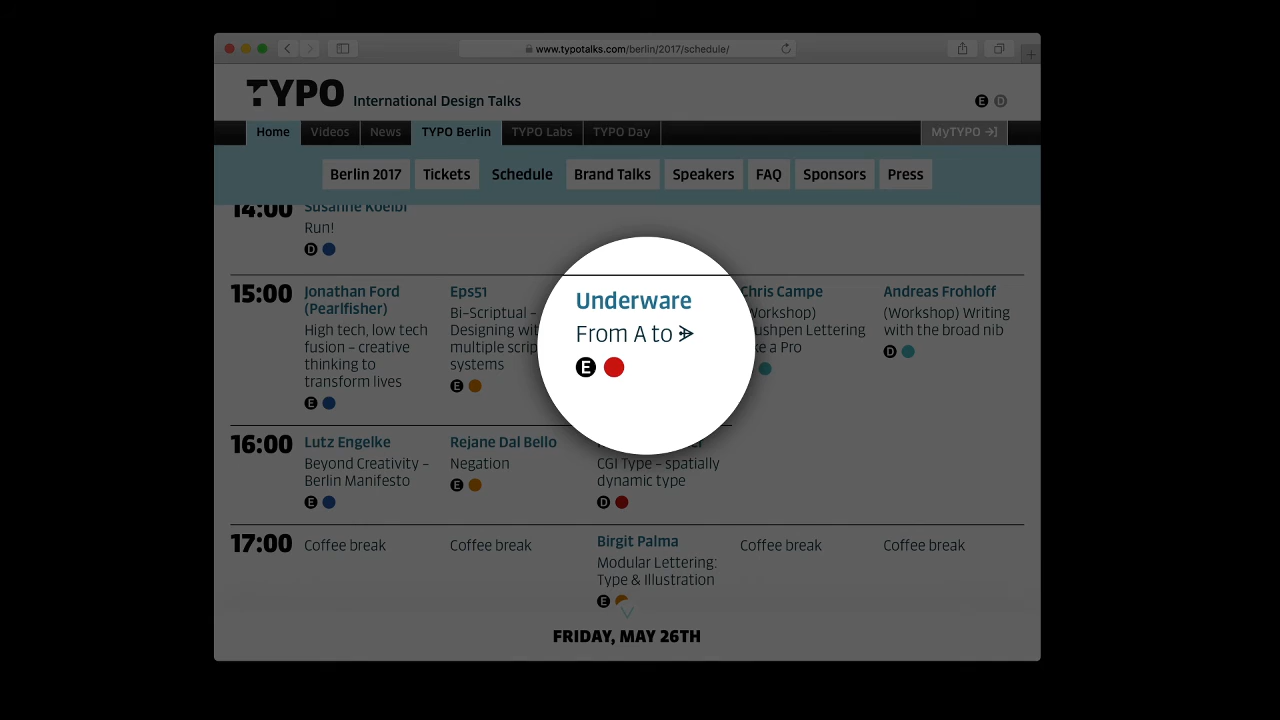 www.typotalks.com/berlin/2017/schedule/
TYPO International Design Talks
E D
Home Videos News TYPO Berlin TYPO Labs TYPO Day MyTYPO
Berlin 2017 Tickets Schedule Brand Talks Speakers FAQ Sponsors Press
14:00
Susanne Koelbl
Run!
D
15:00
Jonathan Ford
(Pearlfisher)
High tech, low tech
fusion – creative
thinking to
transform lives
E
Eps51
Bi-Scriptual –
Designing
multiple
systems
E
Underware
From A to
E
Chris Campe
Lettering
a Pro
Andreas Frohloff
(Workshop) Writing
with the broad nib
D
16:00
Lutz Engelke
Beyond Creativity –
Berlin Manifesto
E
Rejane Dal Bello
Negation
E
CGI Type – spatially
dynamic type
D
17:00
Coffee break
Coffee break
Birgit Palma
Modular Lettering:
Type & Illustration
E
Coffee break
Coffee break
FRIDAY, MAY 26TH